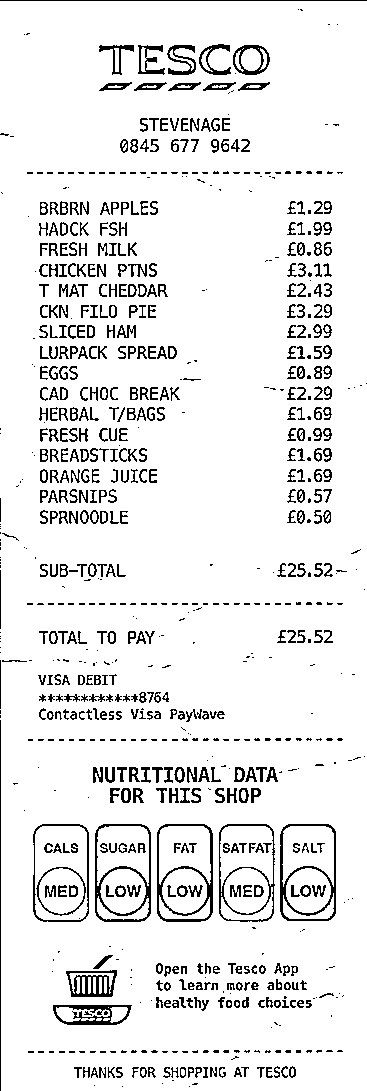 TESCO
STEVENAGE
0845 677 9642
BRBRN APPLES £1.29
HADCK FSH £1.99
FRESH MILK £0.86
CHICKEN PTNS £3.11
T MAT CHEDDAR £2.43
CKN FILO PIE £3.29
SLICED HAM £2.99
LURPACK SPREAD £1.59
EGGS £0.89
CAD CHOC BREAK £2.29
HERBAL T/BAGS £1.69
FRESH CUE £0.99
BREADSTICKS £1.69
ORANGE JUICE £1.69
PARSNIPS £0.57
SPRNOODLE £0.50
SUB-TOTAL £25.52
TOTAL TO PAY £25.52
VISA DEBIT
************8764
Contactless Visa PayWave
NUTRITIONAL DATA
FOR THIS SHOP
CALS SUGAR FAT SATFAT SALT
MED LOW LOW MED LOW
Open the Tesco App
to learn more about
healthy food choices
TESCO
THANKS FOR SHOPPING AT TESCO